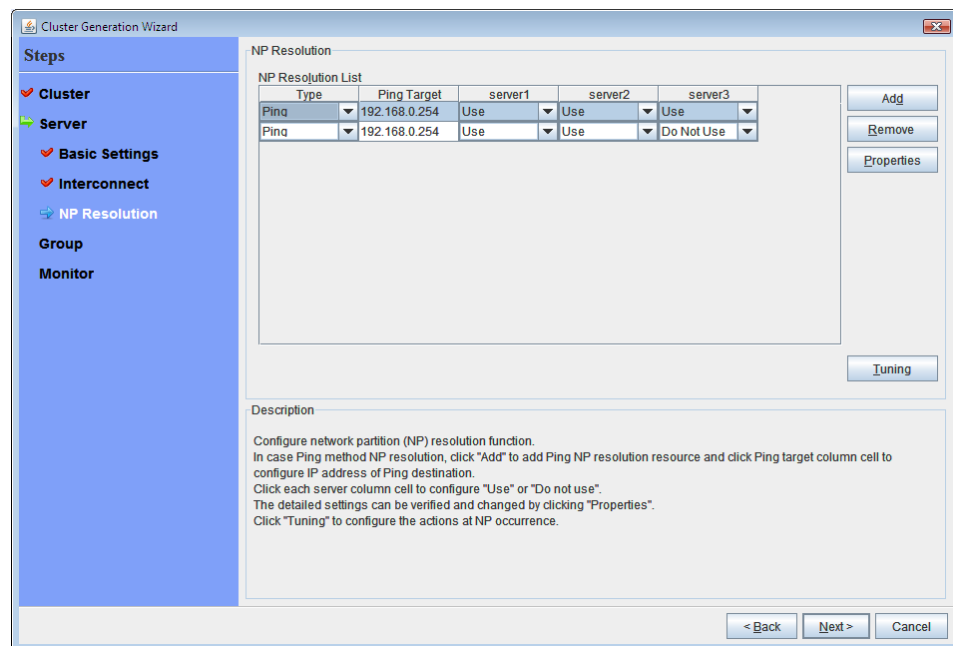 Cluster Generation Wizard
Steps
Cluster
Server
Basic Settings
Interconnect
NP Resolution
Group
Monitor
NP Resolution
NP Resolution List
Type Ping Target server1 server2 server3
Ping 192.168.0.254 Use Use Use
Ping 192.168.0.254 Use Use Do Not Use
Add
Remove
Properties
Tuning
Description
Configure network partition (NP) resolution function.
In case Ping method NP resolution, click "Add" to add Ping NP resolution resource and click Ping target column cell to
configure IP address of Ping destination.
Click each server column cell to configure "Use" or "Do not use".
The detailed settings can be verified and changed by clicking "Properties".
Click "Tuning" to configure the actions at NP occurrence.
< Back Next > Cancel